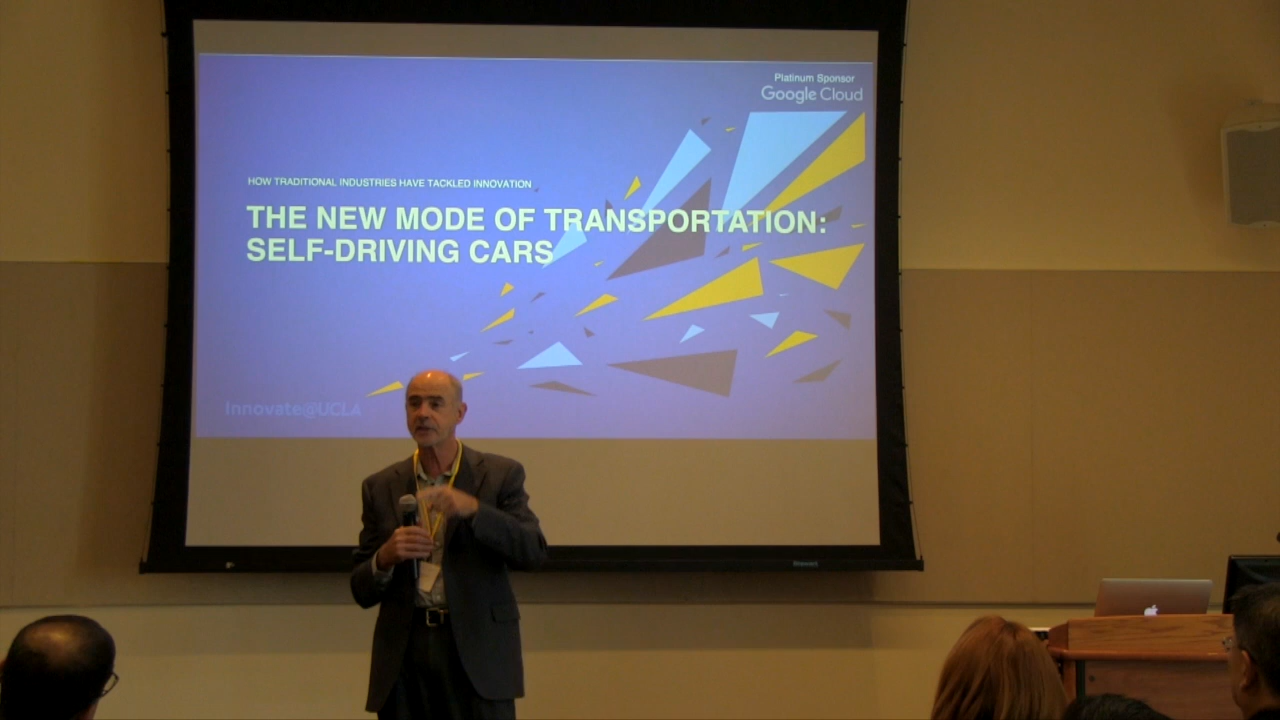 Platinum Sponsor
Google Cloud
HOW TRADITIONAL INDUSTRIES HAVE TACKLED INNOVATION
THE NEW MODE OF TRANSPORTATION:
SELF-DRIVING CARS
Innovate@UCLA